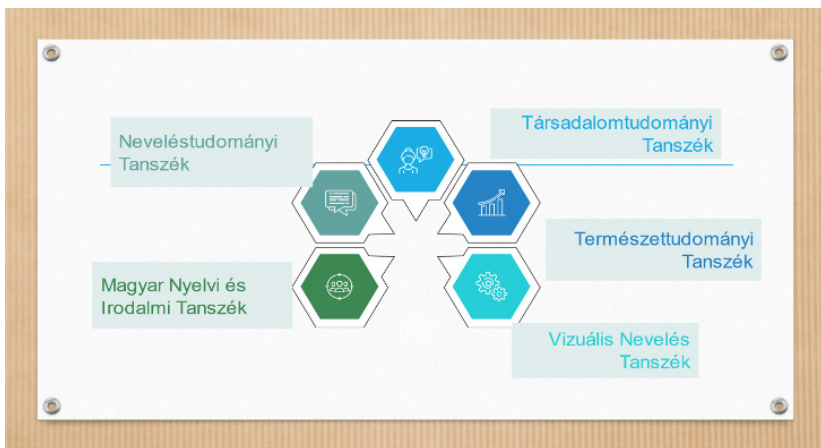 Neveléstudományi
Tanszék
Társadalomtudományi
Tanszék
Természettudományi
Tanszék
Magyar Nyelvi és
Irodalmi Tanszék
Vizuális Nevelés
Tanszék